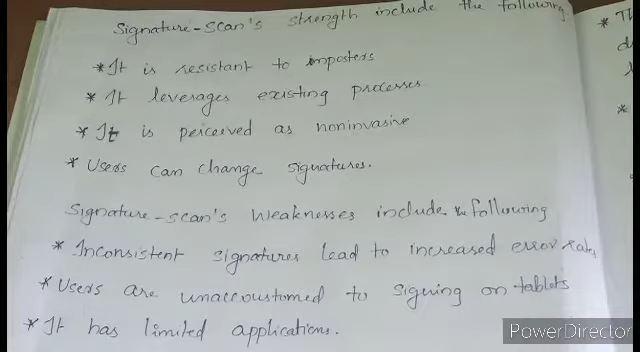 Signature-scan's strength include the following
* It is resistant to imposters
* It leverages existing processes
* It is perceived as noninvasive
* Users can change signatures.
Signature-scan's Weaknesses include the following
* Inconsistent signatures lead to increased error rates
* Users are unaccoustomed to signing on tablets
* It has limited applications.
* Th
d
*
PowerDirector